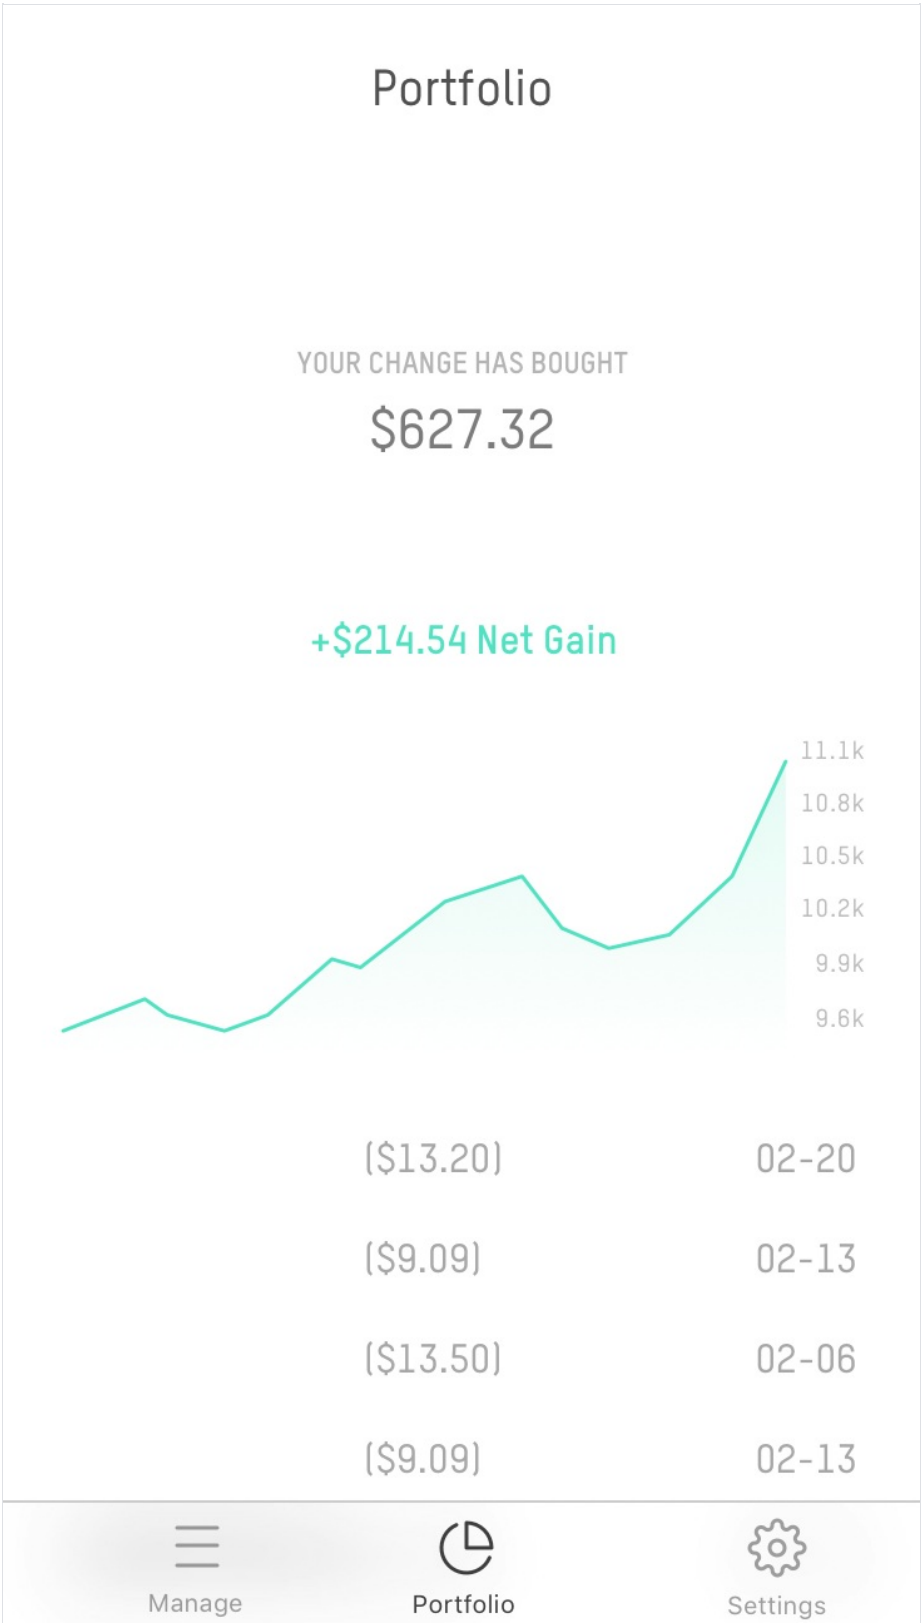 Portfolio
YOUR CHANGE HAS BOUGHT
$627.32
+$214.54 Net Gain
11.1k
10.8k
10.5k
10.2k
9.9k
9.6k
($13.20) 02-20
($9.09) 02-13
($13.50) 02-06
($9.09) 02-13
Manage Portfolio Settings